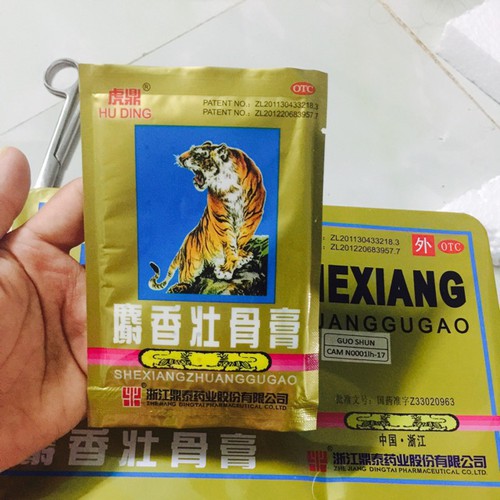 虎鼎®
HU DING
OTC
PATENT NO.: ZL201130433218.3
PATENT NO.: ZL201220683957.7
麝香壮骨膏
SHEXIANGZHUANGGUGAO
浙江鼎泰药业股份有限公司
ZHEJIANG DINGTAI PHARMACEUTICAL CO.,LTD
ZL201130433218.3
ZL201220683957.7
外
OTC
HEXIANG
UANGGUGAO
GUO SHUN
CAM N0001lh-17
批准文号：国药准字Z33020963
中国·浙江
浙江鼎泰药业股份有限公司
ZHEJIANG DINGTAI PHARMACEUTICAL CO.,LTD
麝香壮骨膏